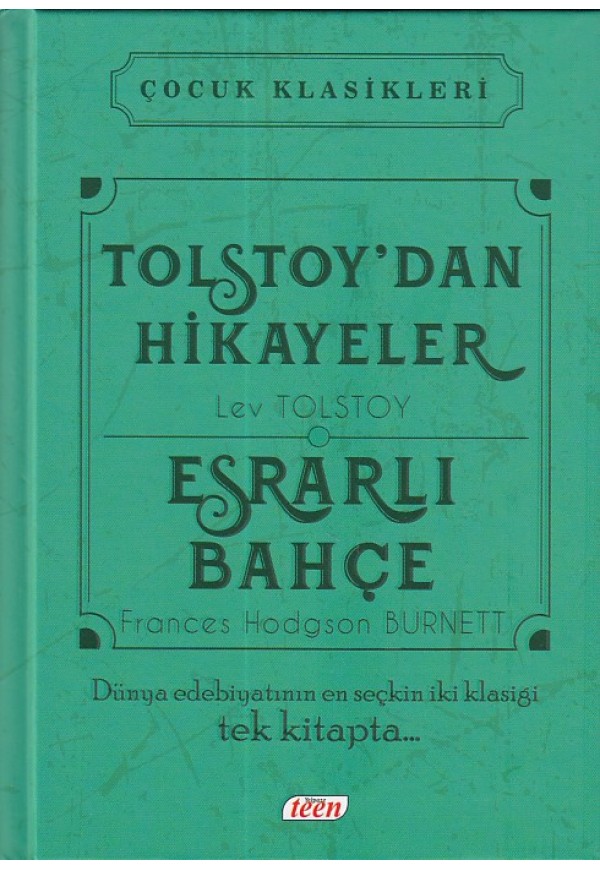 ÇOCUK KLASİKLERİ
TOLSTOY'DAN
HİKAYELER
Lev TOLSTOY
ESRARLI
BAHÇE
Frances Hodgson BURNETT
Dünya edebiyatının en seçkin iki klasiği
tek kitapta...
teen